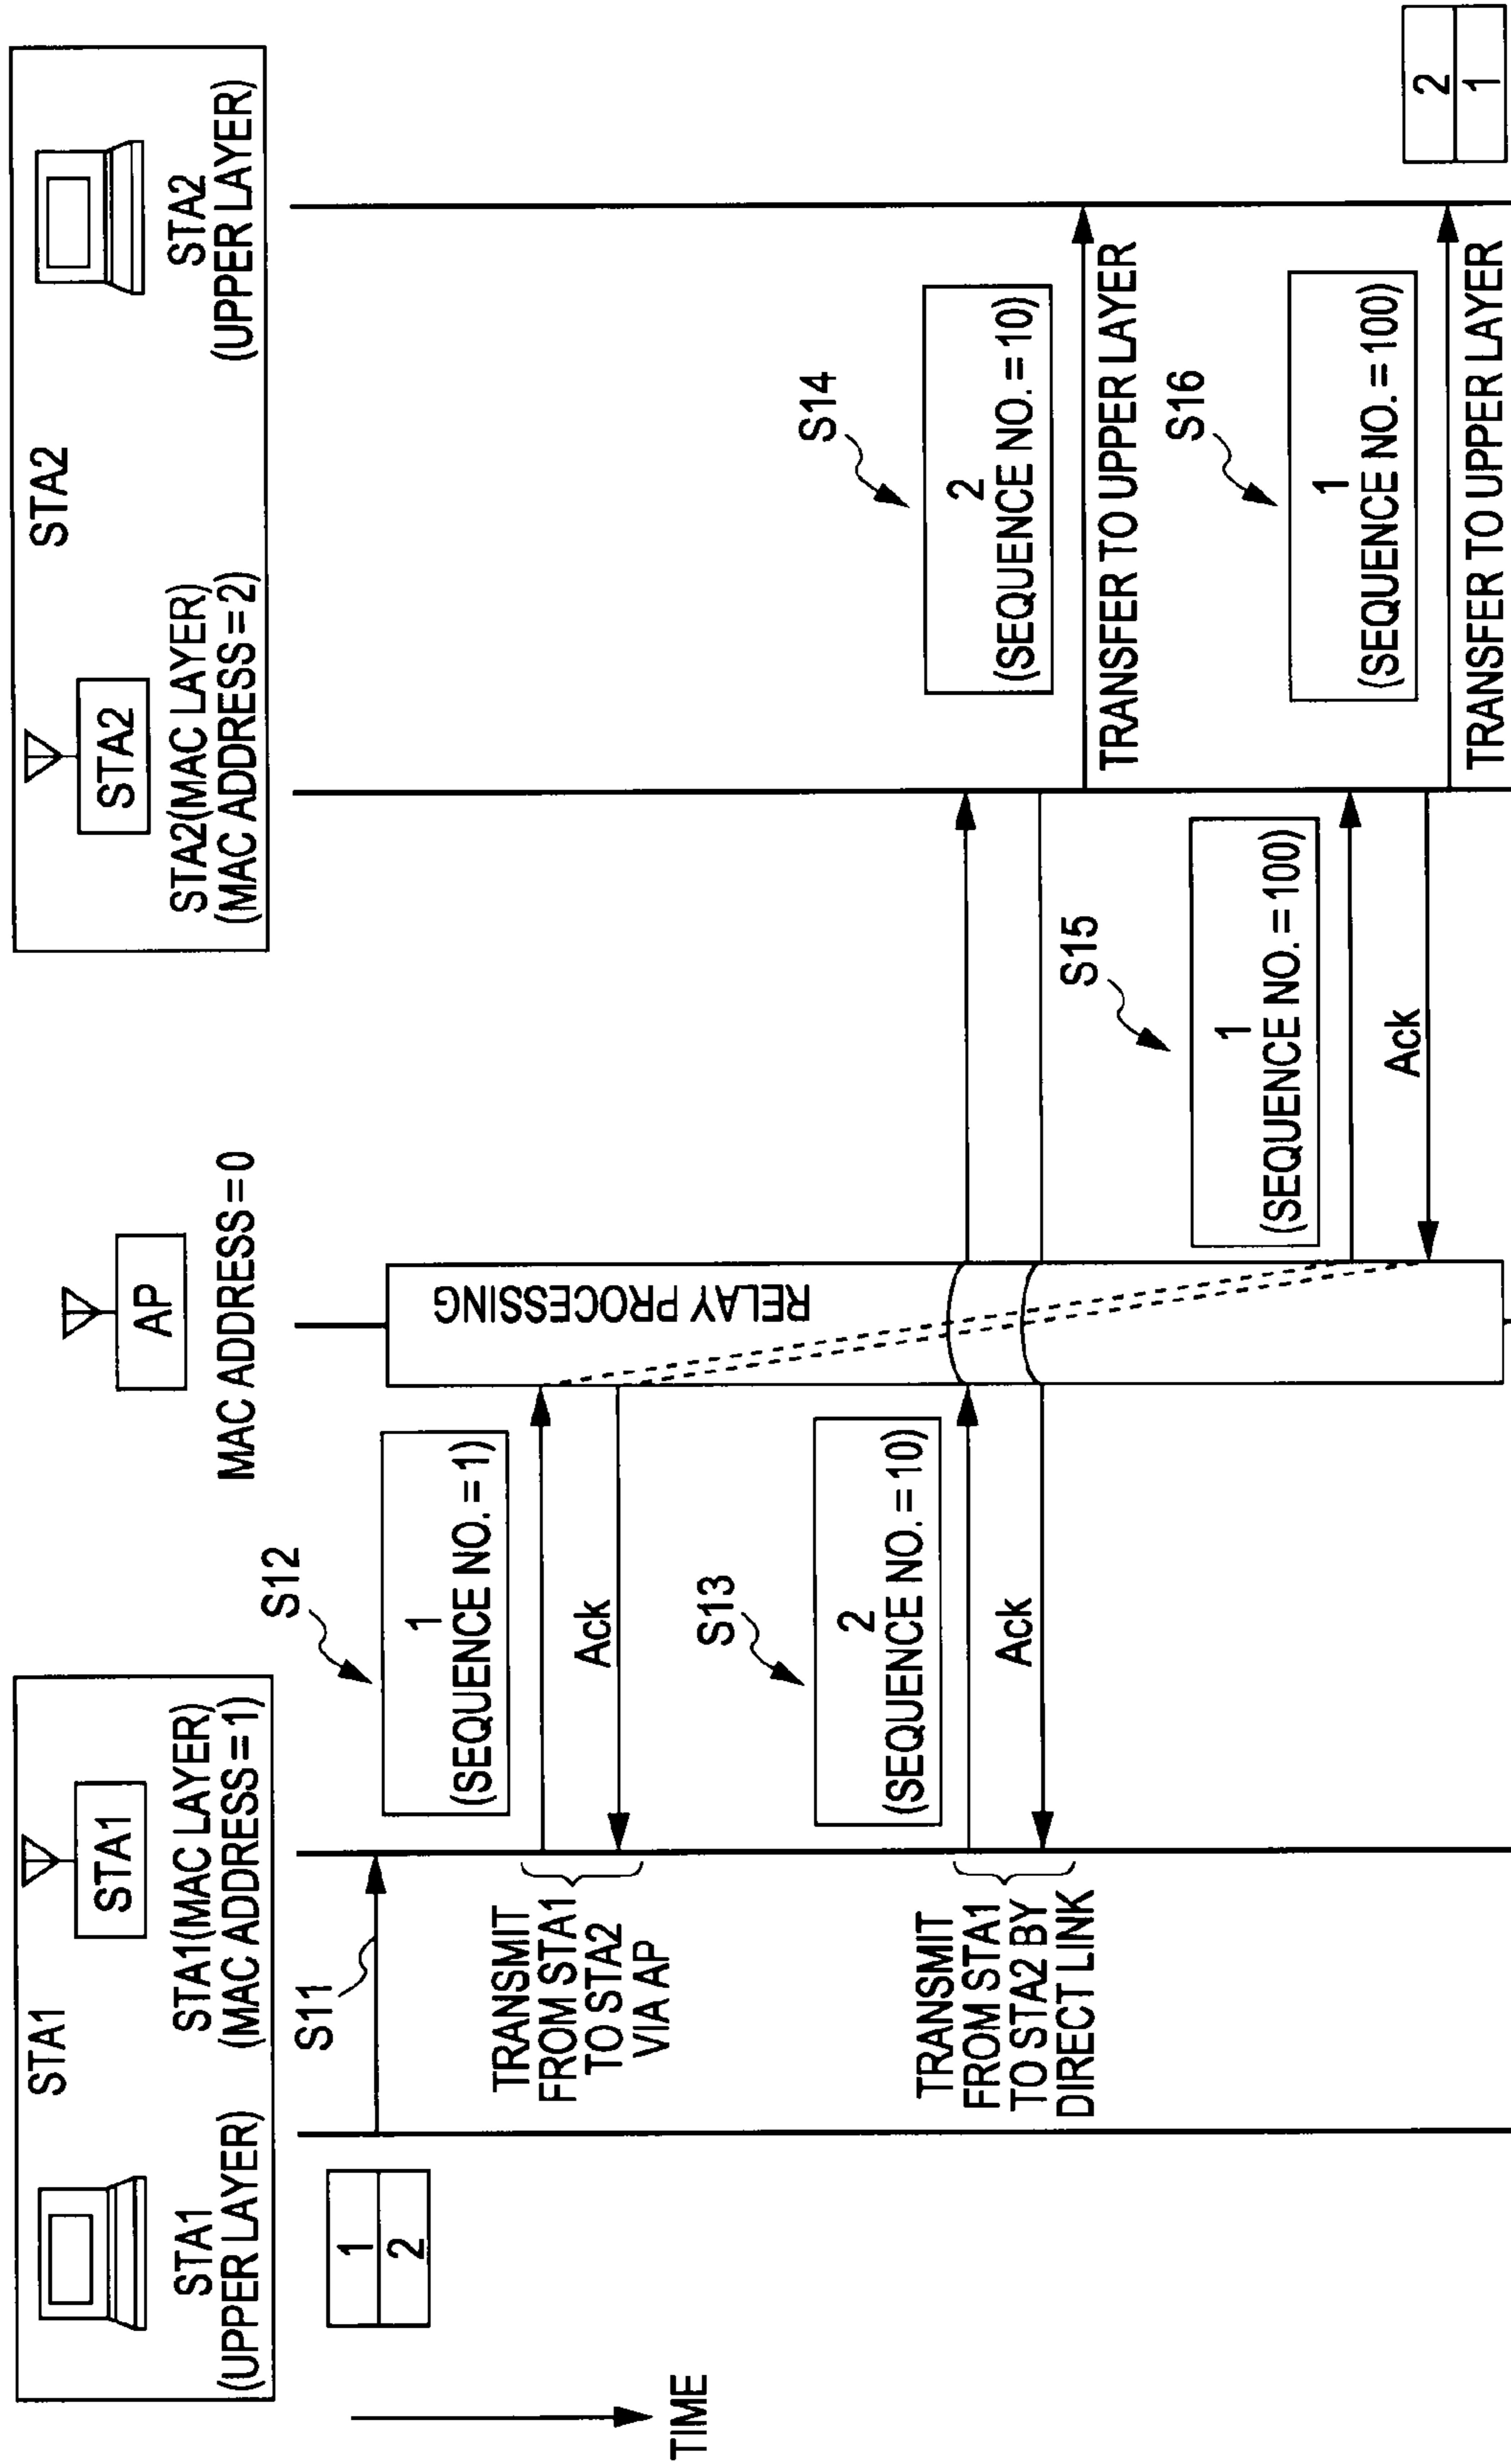 STA1
STA1
STA1
(UPPER LAYER)
STA1(MAC LAYER)
(MAC ADDRESS = 1)
AP
MAC ADDRESS = 0
STA2
STA2
STA2(MAC LAYER)
(MAC ADDRESS = 2)
STA2
(UPPER LAYER)
TIME
1
2
S11
S12
1
(SEQUENCE NO. = 1)
RELAY PROCESSING
TRANSMIT
FROM STA1
TO STA2
VIA AP
Ack
S13
2
(SEQUENCE NO. = 10)
TRANSMIT
FROM STA1
TO STA2 BY
DIRECT LINK
Ack
S14
2
(SEQUENCE NO. = 10)
TRANSFER TO UPPER LAYER
S15
1
(SEQUENCE NO. = 100)
Ack
S16
1
(SEQUENCE NO. = 100)
TRANSFER TO UPPER LAYER
2
1